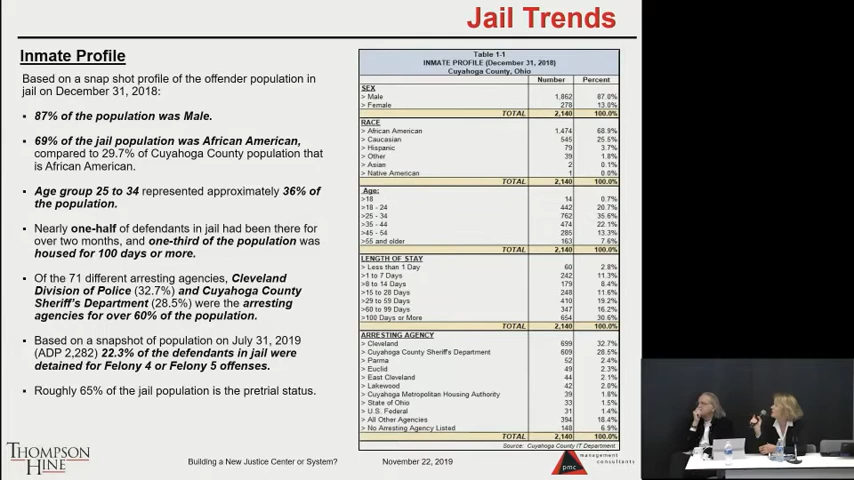 Jail Trends
Inmate Profile
Based on a snap shot profile of the offender population in
jail on December 31, 2018:
▪ 87% of the population was Male.
▪ 69% of the jail population was African American,
compared to 29.7% of Cuyahoga County population that
is African American.
▪ Age group 25 to 34 represented approximately 36% of
the population.
▪ Nearly one-half of defendants in jail had been there for
over two months, and one-third of the population was
housed for 100 days or more.
▪ Of the 71 different arresting agencies, Cleveland
Division of Police (32.7%) and Cuyahoga County
Sheriff's Department (28.5%) were the arresting
agencies for over 60% of the population.
▪ Based on a snapshot of population on July 31, 2019
(ADP 2,282) 22.3% of the defendants in jail were
detained for Felony 4 or Felony 5 offenses.
▪ Roughly 65% of the jail population is the pretrial status.
Table 1-1
INMATE PROFILE (December 31, 2018)
Cuyahoga County, Ohio
Number Percent
SEX
> Male 1,862 87.0%
> Female 278 13.0%
TOTAL 2,140 100.0%
RACE
> African American 1,474 68.9%
> Caucasian 545 25.5%
> Hispanic 79 3.7%
> Other 39 1.8%
> Asian 2 0.1%
> Native American 1 0.0%
TOTAL 2,140 100.0%
Age:
>18 14 0.7%
>18 - 24 442 20.7%
>25 - 34 762 35.6%
>35 - 44 474 22.1%
>45 - 54 285 13.3%
>55 and older 163 7.6%
TOTAL 2,140 100.0%
LENGTH OF STAY
> Less than 1 Day 60 2.8%
>1 to 7 Days 242 11.3%
>8 to 14 Days 179 8.4%
>15 to 28 Days 248 11.6%
>29 to 59 Days 410 19.2%
>60 to 99 Days 347 16.2%
>100 Days or More 654 30.6%
TOTAL 2,140 100.0%
ARRESTING AGENCY
> Cleveland 699 32.7%
> Cuyahoga County Sheriff's Department 609 28.5%
> Parma 52 2.4%
> Euclid 49 2.3%
> East Cleveland 44 2.1%
> Lakewood 42 2.0%
> Cuyahoga Metropolitan Housing Authority 39 1.8%
> State of Ohio 33 1.5%
> U.S. Federal 31 1.4%
> All Other Agencies 394 18.4%
> No Arresting Agency Listed 148 6.9%
TOTAL 2,140 100.0%
Source: Cuyahoga County IT Department
THOMPSON
HINE
Building a New Justice Center or System?
November 22, 2019
pmc
management
consultants